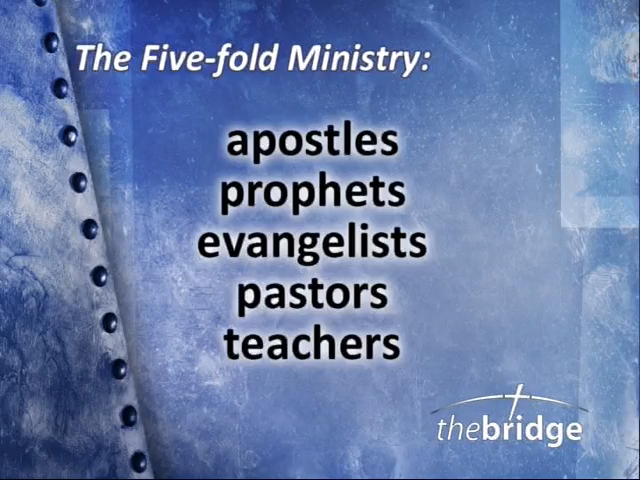 The Five-fold Ministry:
apostles
prophets
evangelists
pastors
teachers
thebridge